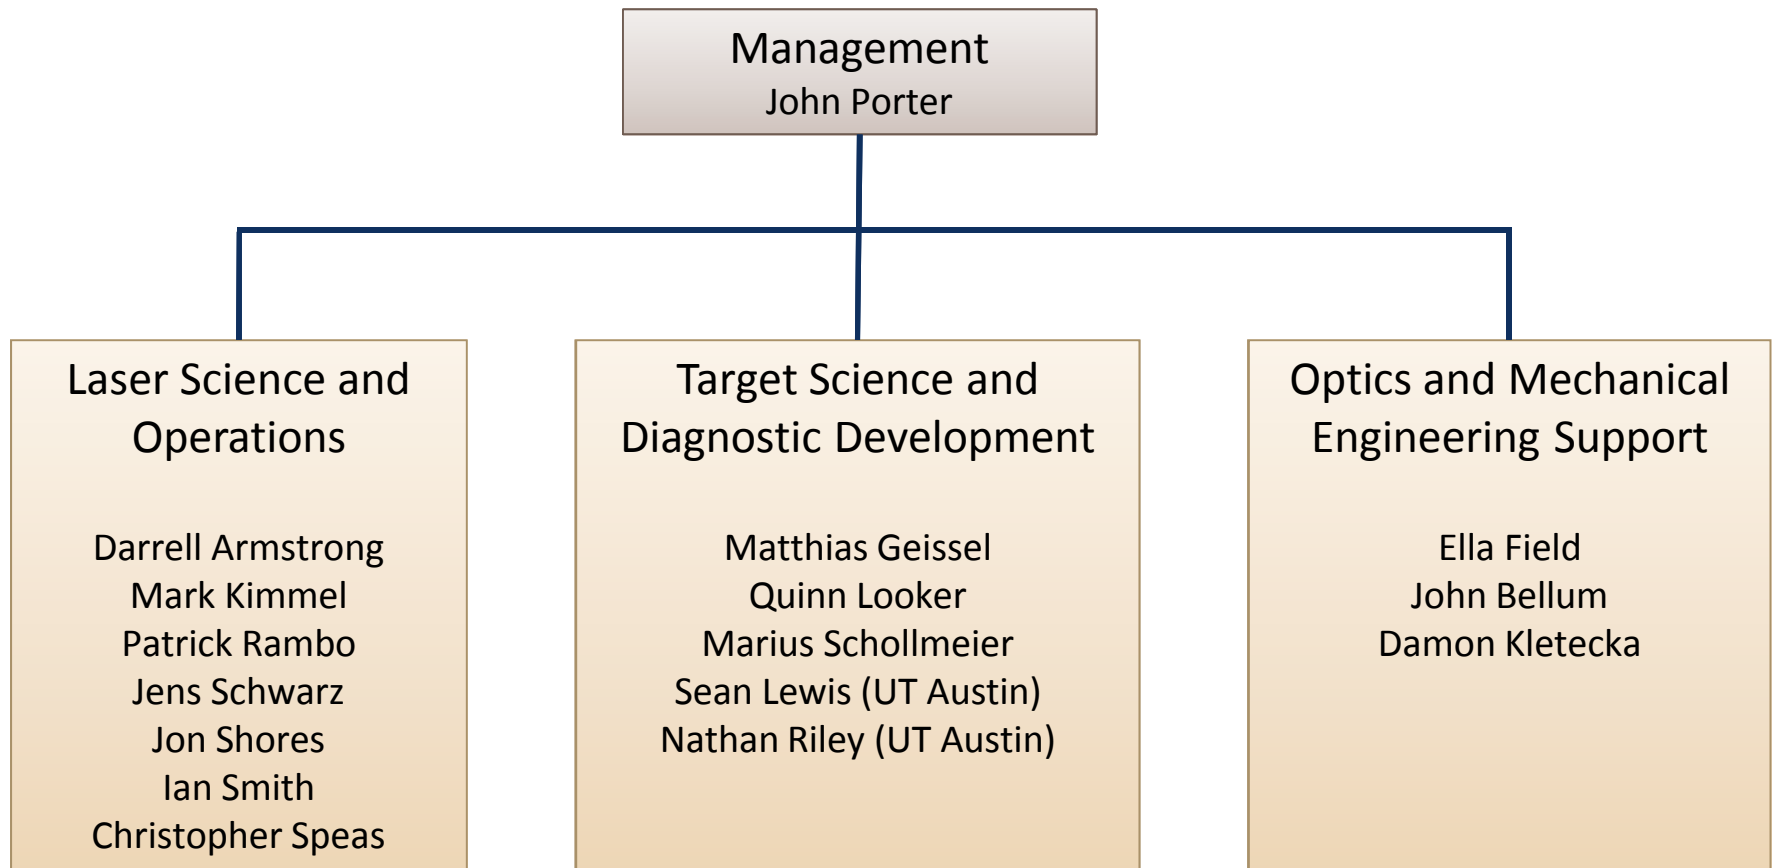 Management
John Porter
Laser Science and
Operations
Darrell Armstrong
Mark Kimmel
Patrick Rambo
Jens Schwarz
Jon Shores
Ian Smith
Christopher Speas
Target Science and
Diagnostic Development
Matthias Geissel
Quinn Looker
Marius Schollmeier
Sean Lewis (UT Austin)
Nathan Riley (UT Austin)
Optics and Mechanical
Engineering Support
Ella Field
John Bellum
Damon Kletecka